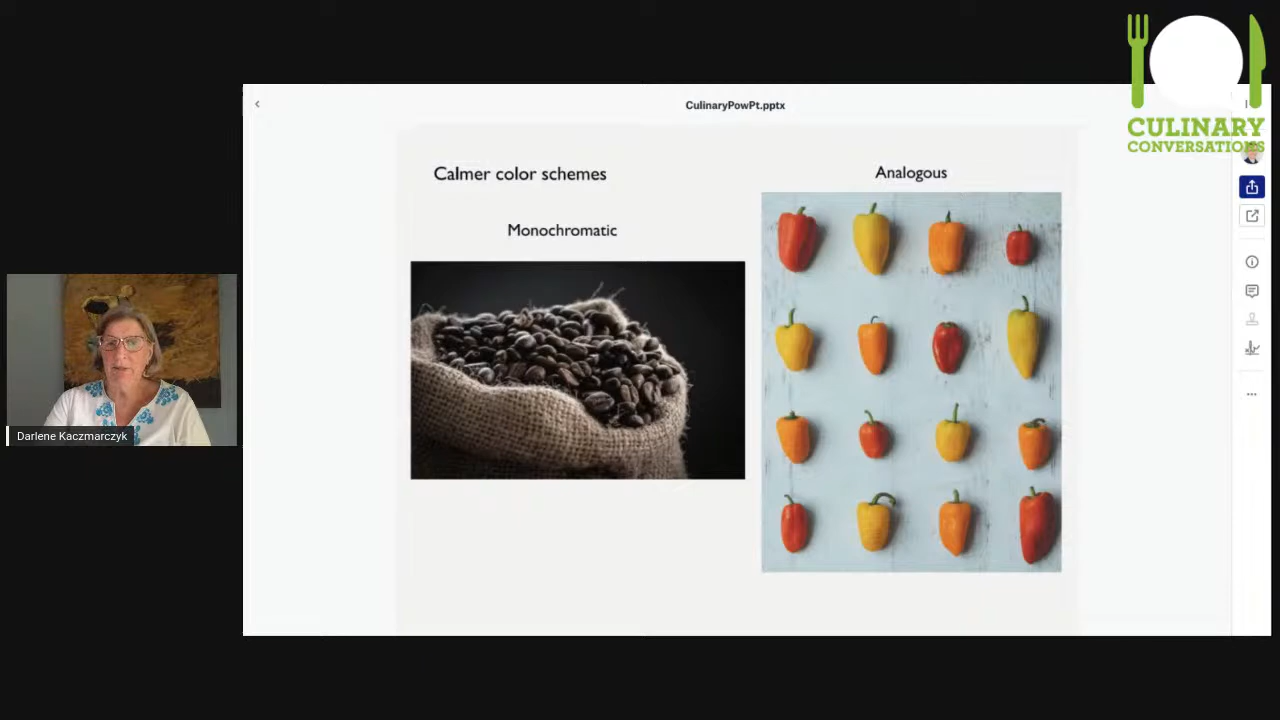 CULINARY
CONVERSATIONS
CulinaryPowPt.pptx
Calmer color schemes
Analogous
Monochromatic
Darlene Kaczmarczyk